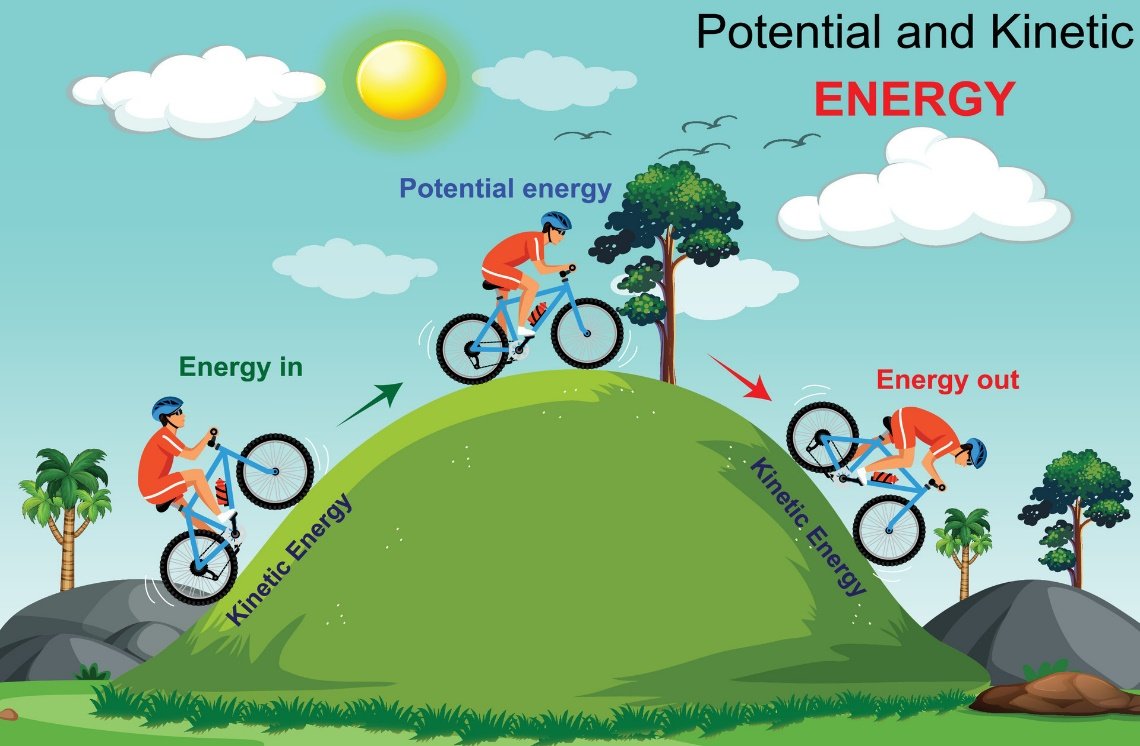 Potential and Kinetic
ENERGY
Potential energy
Energy in
Energy out
Kinetic Energy
Kinetic Energy